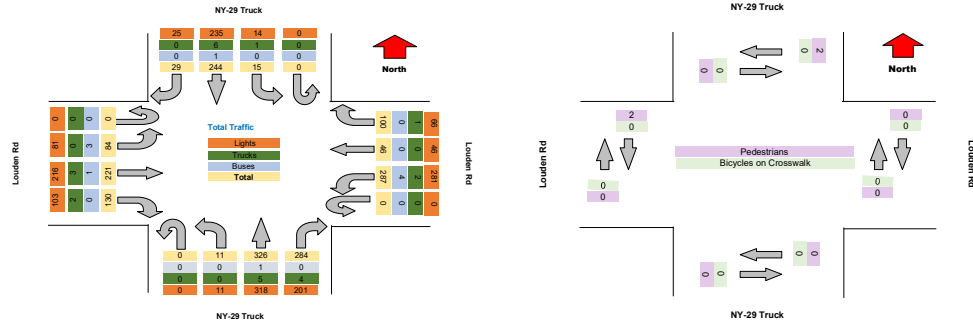 NY-29 Truck
25 235 14 0
0 6 1 0
0 1 0 0
29 244 15 0
North
Louden Rd
0 0 0 0
81 0 3 84
216 3 1 221
103 2 0 130
Total Traffic
Lights
Trucks
Buses
Total
100 0 1 99
46 0 0 46
287 4 2 281
0 0 0 0
Louden Rd
0 11 326 284
0 0 1 0
0 0 5 4
0 11 318 201
NY-29 Truck
NY-29 Truck
0 2
0 0
North
2
0
0
0
Louden Rd
Pedestrians
Bicycles on Crosswalk
0
0
0
0
Louden Rd
0 0
0 0
NY-29 Truck